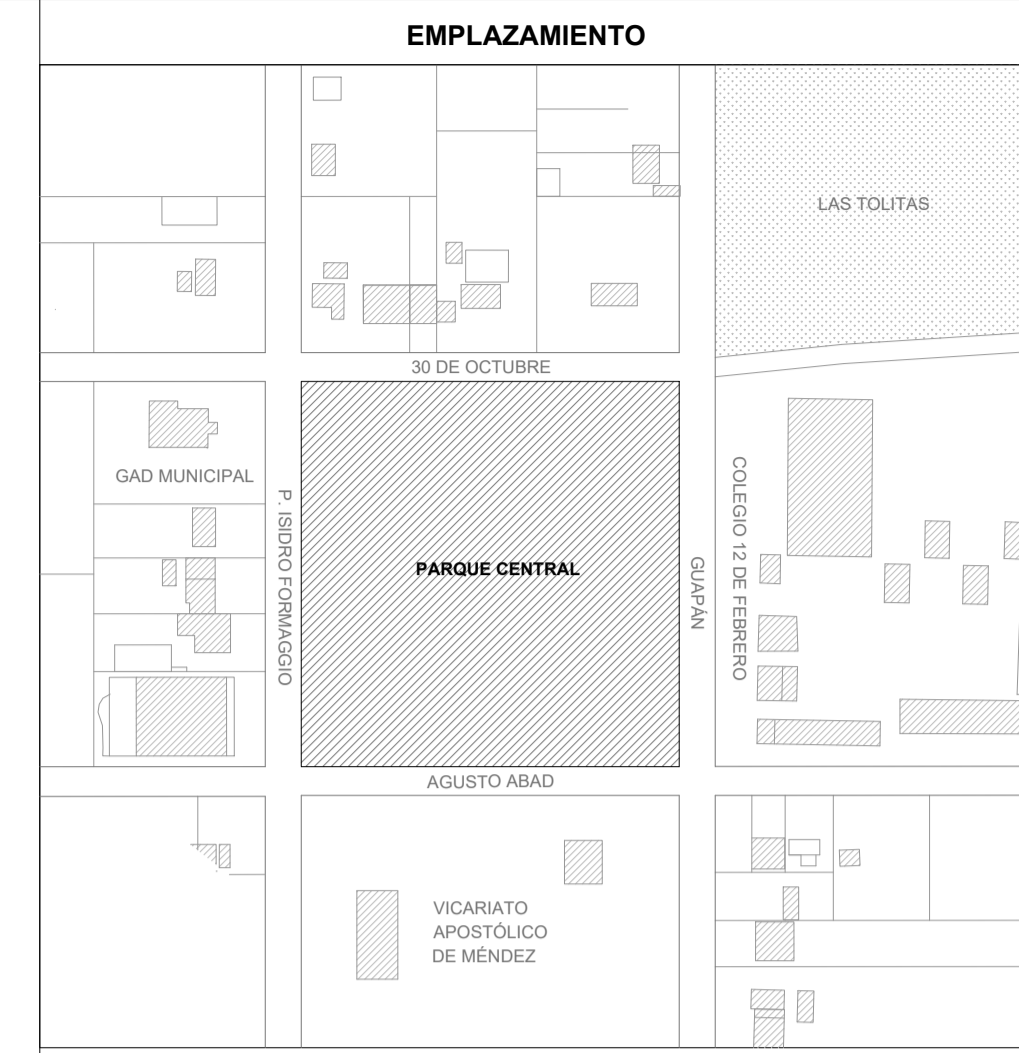 EMPLAZAMIENTO
LAS TOLITAS
30 DE OCTUBRE
GAD MUNICIPAL
P. ISIDRO FORMAGGIO
PARQUE CENTRAL
GUAPÁN
COLEGIO 12 DE FEBRERO
AGUSTO ABAD
VICARIATO
APOSTÓLICO
DE MÉNDEZ